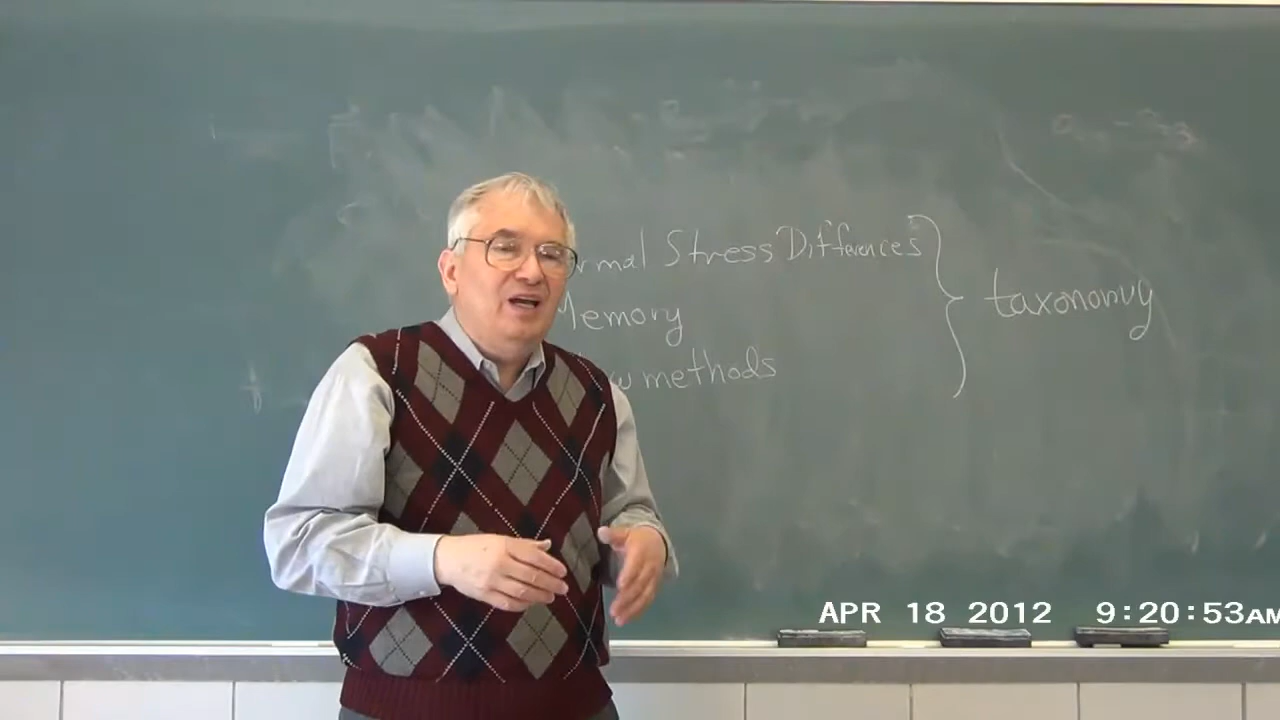 rmal Stress Differences
Memory
w methods
taxonomy
APR 18 2012 9:20:53AM